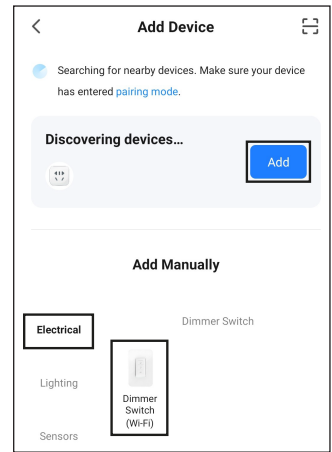 Add Device
Searching for nearby devices. Make sure your device
has entered pairing mode.
Discovering devices...
Add
Add Manually
Electrical
Dimmer Switch
Dimmer
Switch
(Wi-Fi)
Lighting
Sensors